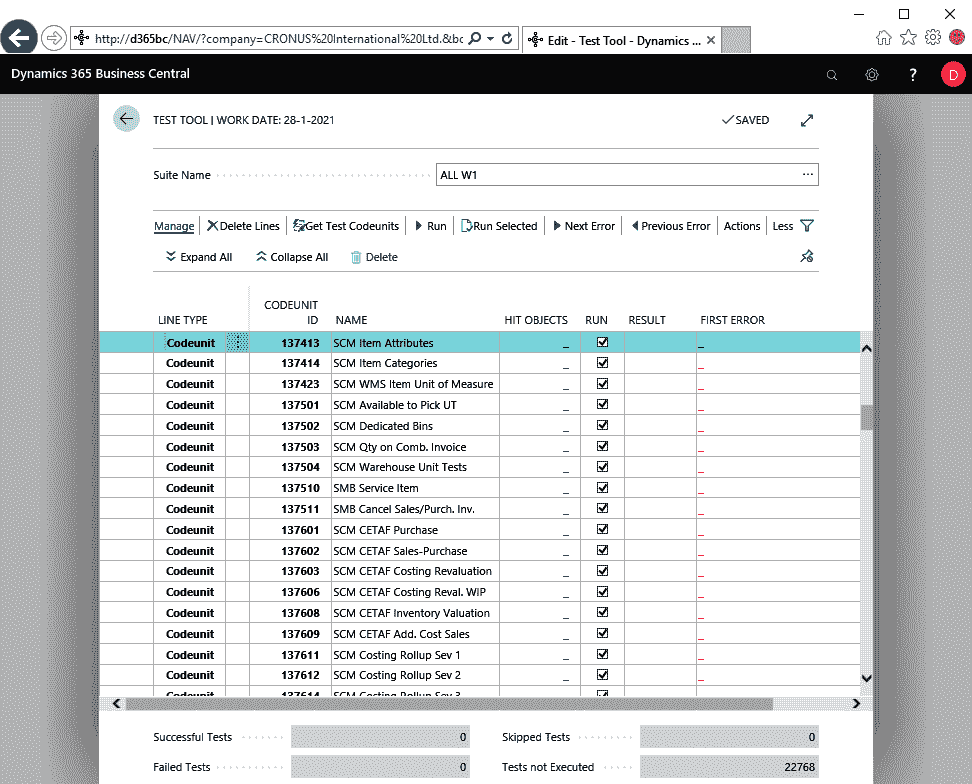 http://d365bc/NAV/?company=CRONUS%20International%20Ltd.&bc
Edit - Test Tool - Dynamics ...
Dynamics 365 Business Central
D
TEST TOOL | WORK DATE: 28-1-2021
SAVED
Suite Name
ALL W1
Manage Delete Lines Get Test Codeunits Run Run Selected Next Error Previous Error Actions Less
Expand All Collapse All Delete
LINE TYPE CODEUNIT ID NAME HIT OBJECTS RUN RESULT FIRST ERROR
Codeunit 137413 SCM Item Attributes _ _
Codeunit 137414 SCM Item Categories _ _
Codeunit 137423 SCM WMS Item Unit of Measure _ _
Codeunit 137501 SCM Available to Pick UT _ _
Codeunit 137502 SCM Dedicated Bins _ _
Codeunit 137503 SCM Qty on Comb. Invoice _ _
Codeunit 137504 SCM Warehouse Unit Tests _ _
Codeunit 137510 SMB Service Item _ _
Codeunit 137511 SMB Cancel Sales/Purch. Inv. _ _
Codeunit 137601 SCM CETAF Purchase _ _
Codeunit 137602 SCM CETAF Sales-Purchase _ _
Codeunit 137603 SCM CETAF Costing Revaluation _ _
Codeunit 137606 SCM CETAF Costing Reval. WIP _ _
Codeunit 137608 SCM CETAF Inventory Valuation _ _
Codeunit 137609 SCM CETAF Add. Cost Sales _ _
Codeunit 137611 SCM Costing Rollup Sev 1 _ _
Codeunit 137612 SCM Costing Rollup Sev 2 _ _
Codeunit 137614 SCM Costing Rollup Sev 3
Successful Tests 0 Skipped Tests 0
Failed Tests 0 Tests not Executed 22768